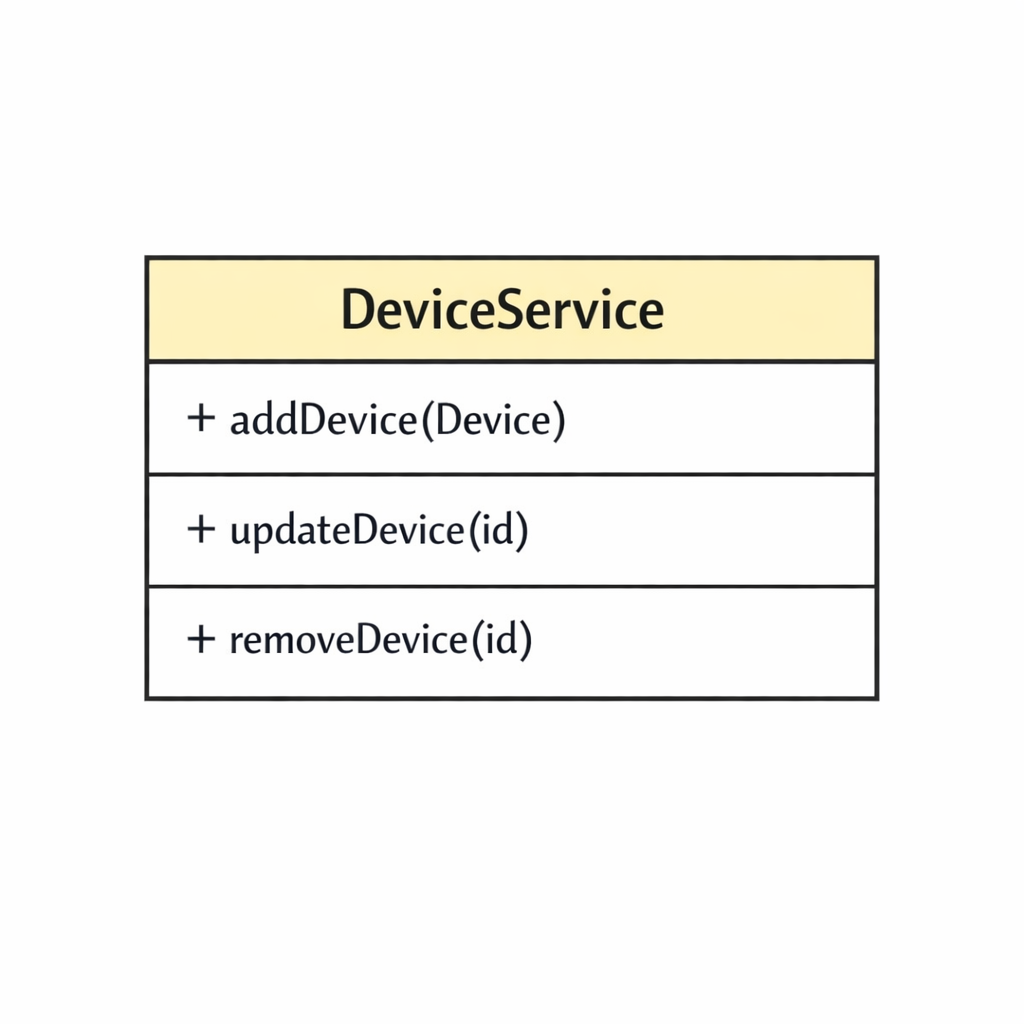 DeviceService
+ addDevice(Device)
+ updateDevice(id)
+ removeDevice(id)